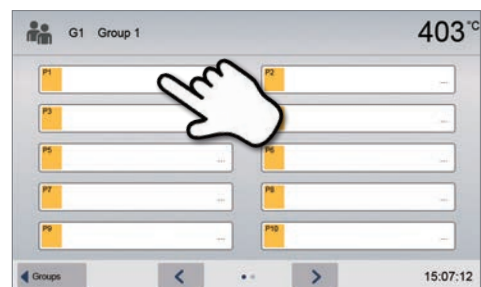 G1 Group 1 403 °C
P1 P2 ...
P3 ...
P5 ... P6 ...
P7 ... P8 ...
P9 ... P10 ...
Groups 15:07:12